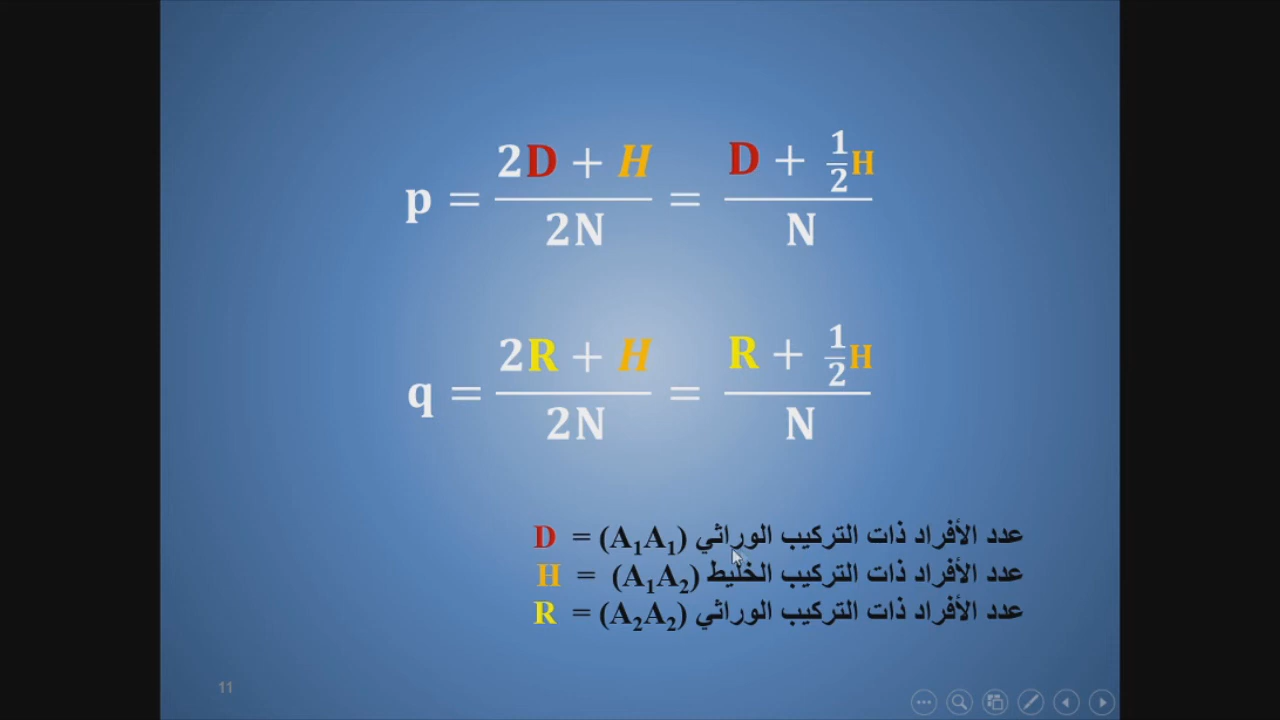 p = (2D + H)/(2N) = (D + ½H)/N
q = (2R + H)/(2N) = (R + ½H)/N
D = (A₁A₁) عدد الأفراد ذات التركيب الوراثي
H = (A₁A₂) عدد الأفراد ذات التركيب الخليط
R = (A₂A₂) عدد الأفراد ذات التركيب الوراثي
11